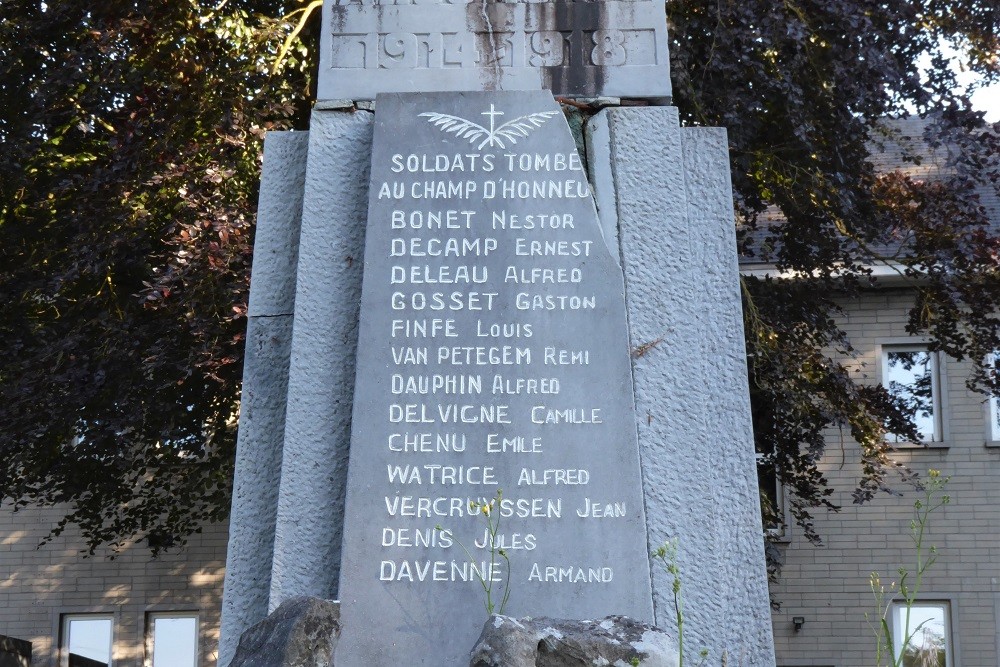 1914 1918
SOLDATS TOMBÉ
AU CHAMP D'HONNEU
BONET NESTOR
DECAMP ERNEST
DELEAU ALFRED
GOSSET GASTON
FINFE LOUIS
VAN PETEGEM REMI
DAUPHIN ALFRED
DELVIGNE CAMILLE
CHENU EMILE
WATRICE ALFRED
VERCRUYSSEN JEAN
DENIS JULES
DAVENNE ARMAND